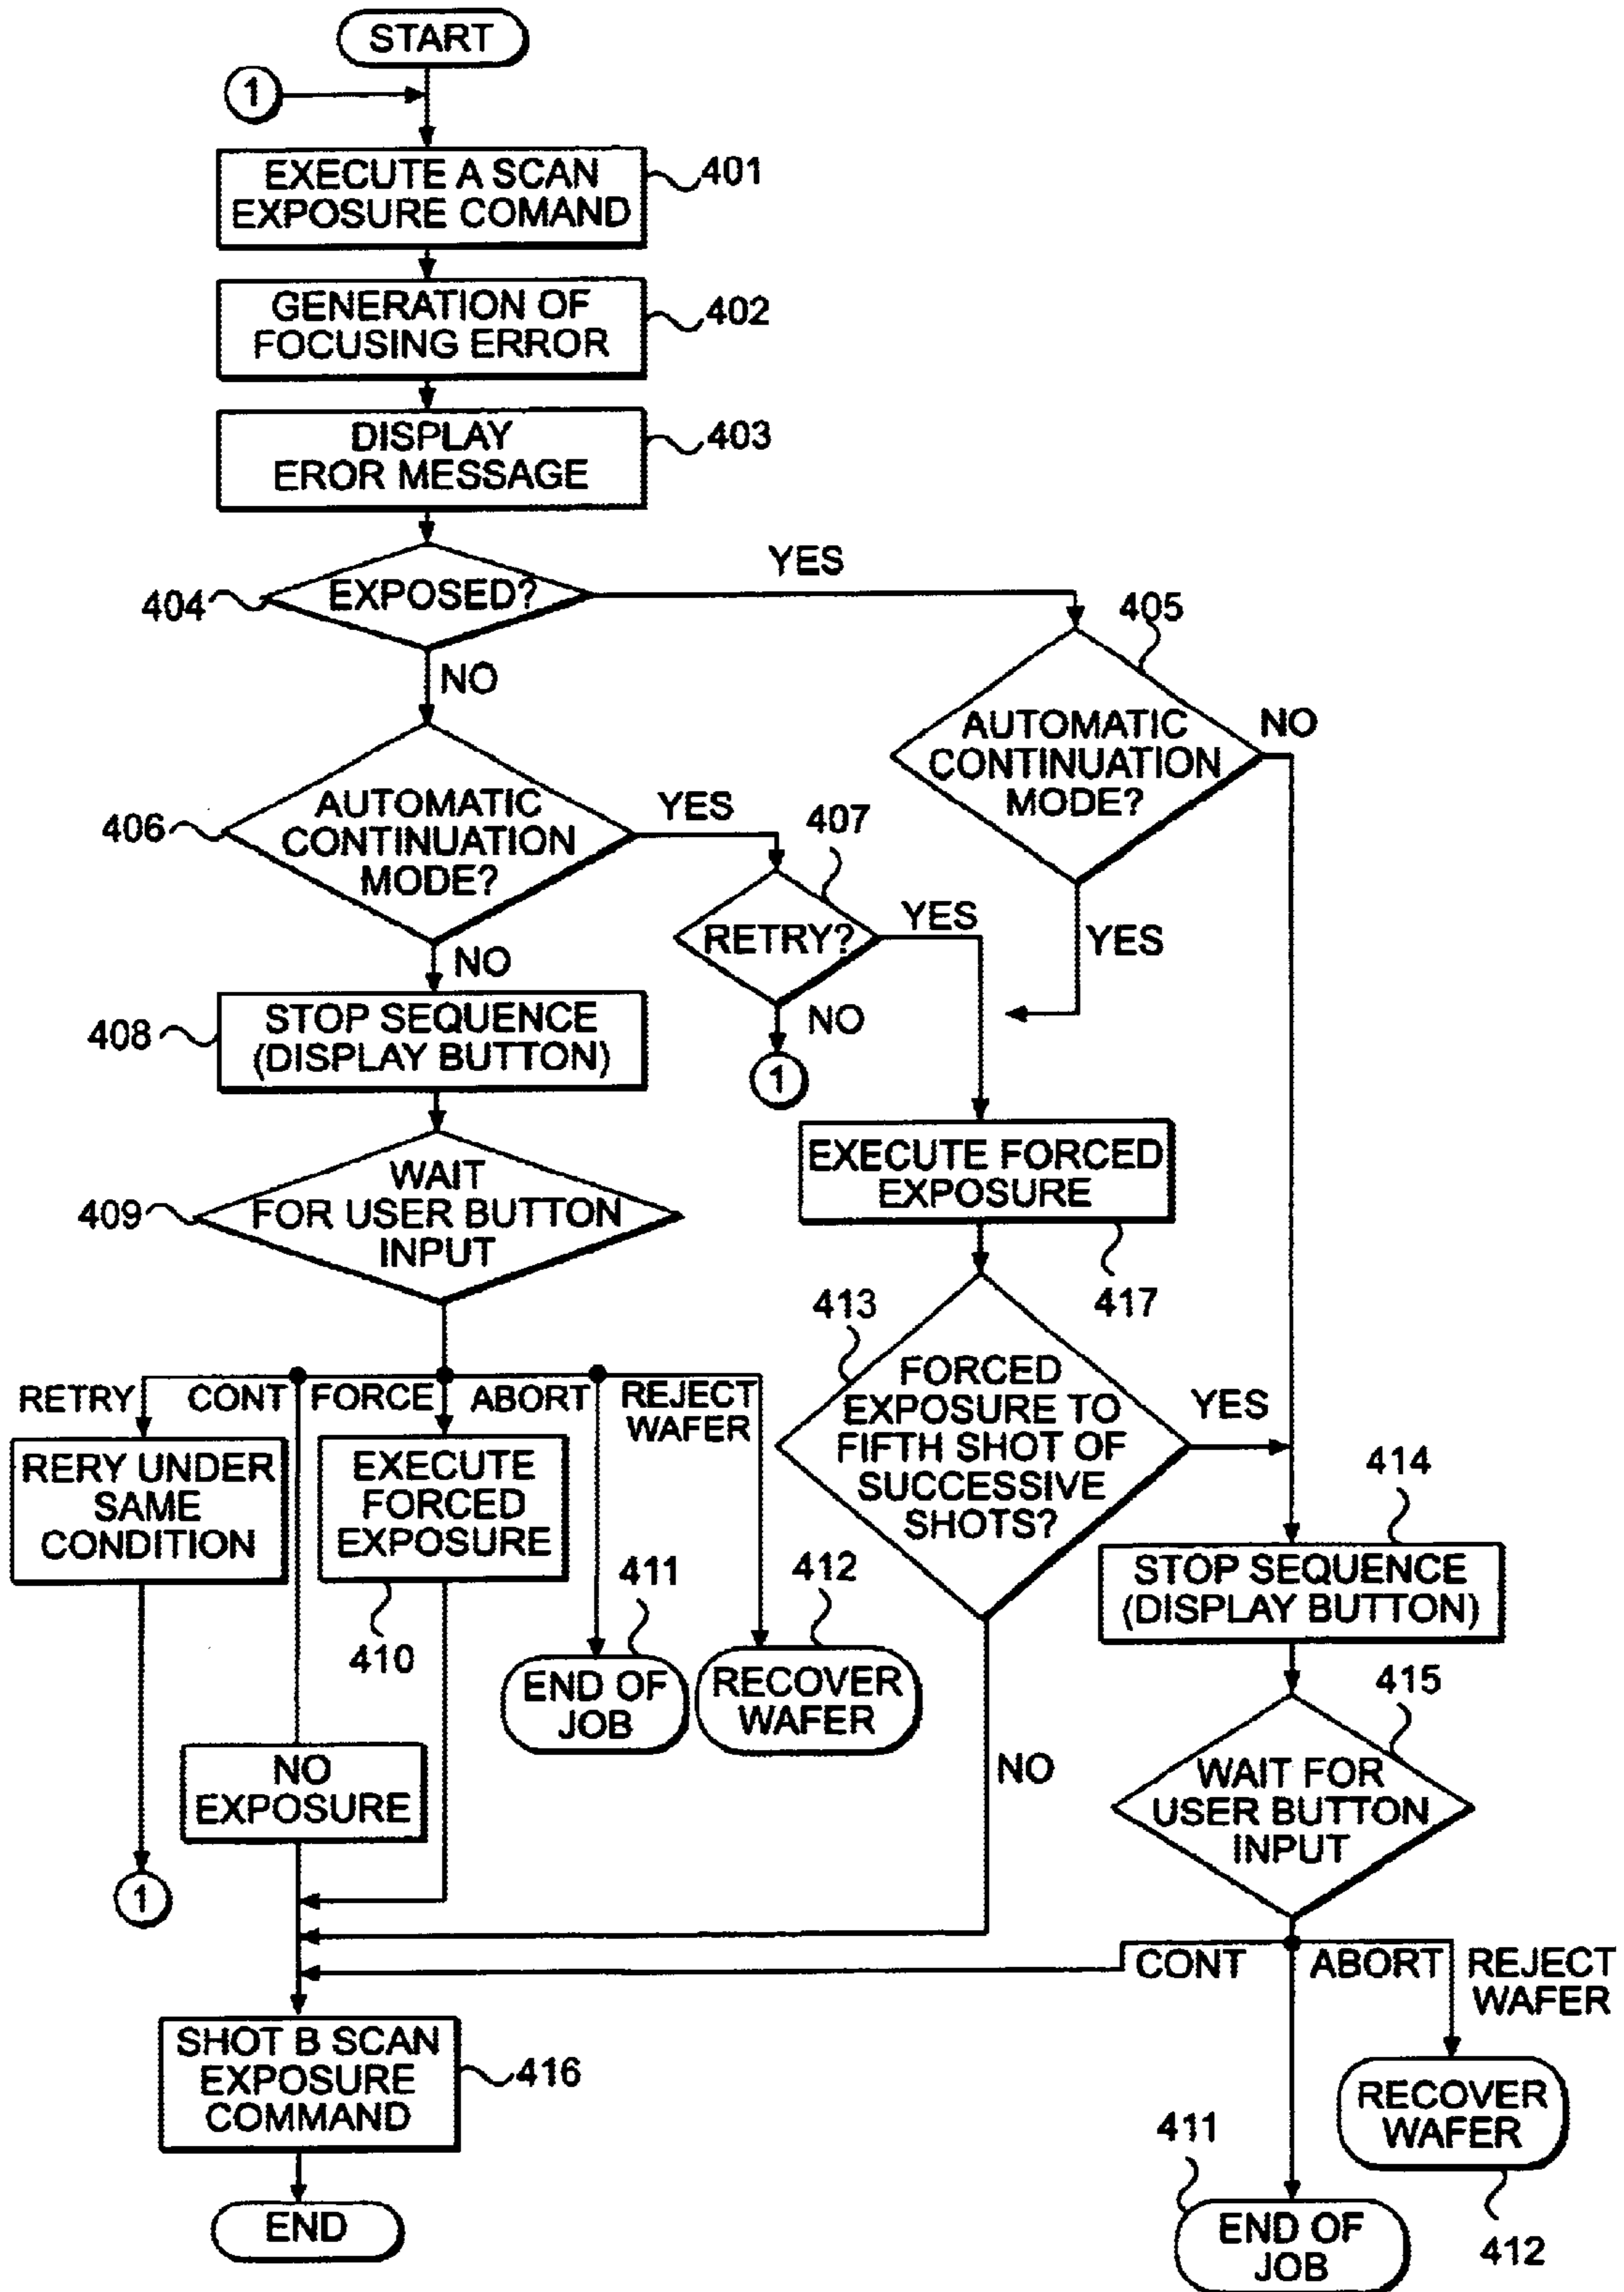 START
1
EXECUTE A SCAN
EXPOSURE COMAND
401
GENERATION OF
FOCUSING ERROR
402
DISPLAY
EROR MESSAGE
403
404
EXPOSED?
YES
NO
405
AUTOMATIC
CONTINUATION
MODE?
NO
YES
406
AUTOMATIC
CONTINUATION
MODE?
YES
NO
407
RETRY?
YES
NO
1
408
STOP SEQUENCE
(DISPLAY BUTTON)
409
WAIT
FOR USER BUTTON
INPUT
EXECUTE FORCED
EXPOSURE
417
413
FORCED
EXPOSURE TO
FIFTH SHOT OF
SUCCESSIVE
SHOTS?
YES
NO
RETRY
CONT
FORCE
ABORT
REJECT
WAFER
RERY UNDER
SAME
CONDITION
1
EXECUTE
FORCED
EXPOSURE
410
411
END OF
JOB
412
RECOVER
WAFER
NO
EXPOSURE
414
STOP SEQUENCE
(DISPLAY BUTTON)
415
WAIT FOR
USER BUTTON
INPUT
CONT
ABORT
REJECT
WAFER
SHOT B SCAN
EXPOSURE
COMMAND
416
END
411
END OF
JOB
RECOVER
WAFER
412